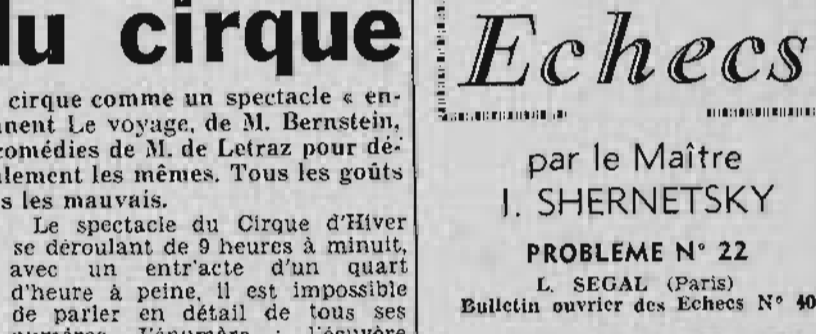 du cirque
cirque comme un spectacle « en-
nent Le voyage, de M. Bernstein,
comédies de M. de Letraz pour dé-
lement les mêmes. Tous les goûts
s les mauvais.
Le spectacle du Cirque d'Hiver
se déroulant de 9 heures à minuit,
avec un entr'acte d'un quart
d'heure à peine, il est impossible
de parler en détail de tous ses
Echecs
par le Maître
J. SHERNETSKY
PROBLEME N° 22
L. SEGAL (Paris)
Bulletin ouvrier des Echecs N° 40